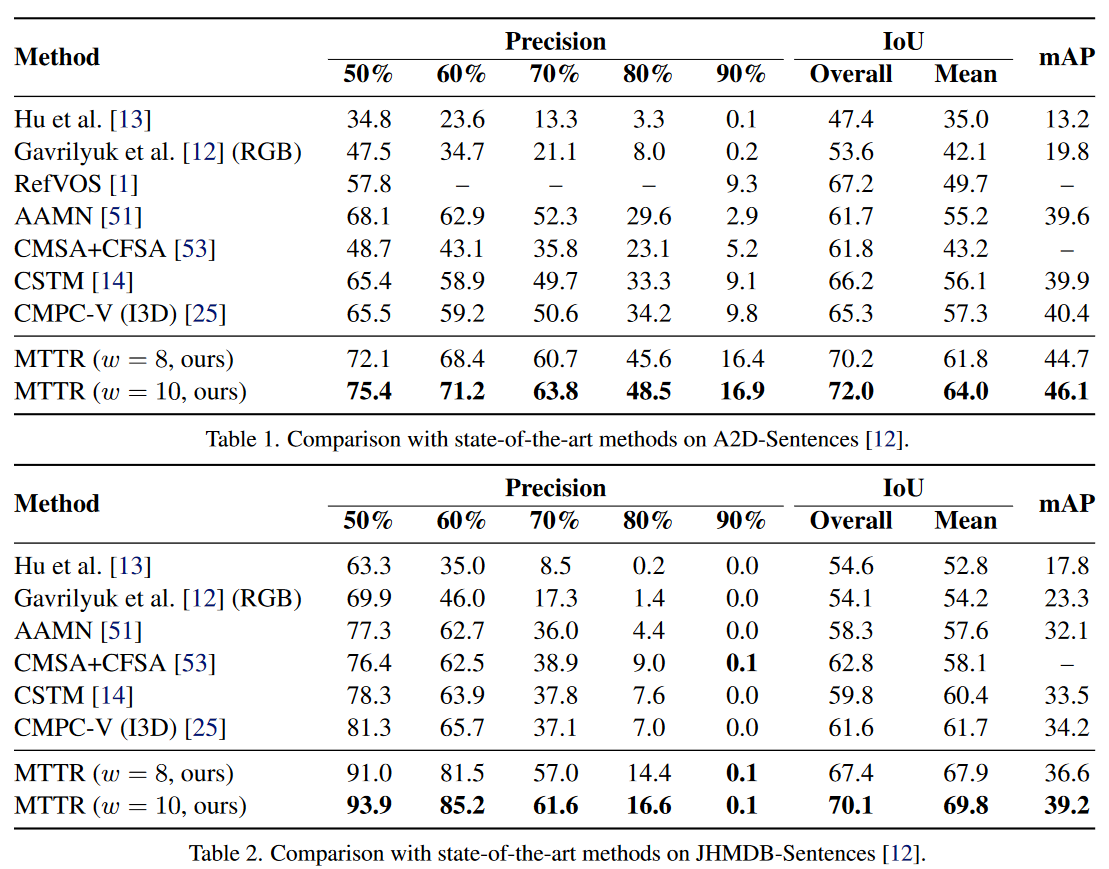 Method Precision IoU mAP
50% 60% 70% 80% 90% Overall Mean
Hu et al. [13] 34.8 23.6 13.3 3.3 0.1 47.4 35.0 13.2
Gavrilyuk et al. [12] (RGB) 47.5 34.7 21.1 8.0 0.2 53.6 42.1 19.8
RefVOS [1] 57.8 – – – 9.3 67.2 49.7 –
AAMN [51] 68.1 62.9 52.3 29.6 2.9 61.7 55.2 39.6
CMSA+CFSA [53] 48.7 43.1 35.8 23.1 5.2 61.8 43.2 –
CSTM [14] 65.4 58.9 49.7 33.3 9.1 66.2 56.1 39.9
CMPC-V (I3D) [25] 65.5 59.2 50.6 34.2 9.8 65.3 57.3 40.4
MTTR (w = 8, ours) 72.1 68.4 60.7 45.6 16.4 70.2 61.8 44.7
MTTR (w = 10, ours) 75.4 71.2 63.8 48.5 16.9 72.0 64.0 46.1
Table 1. Comparison with state-of-the-art methods on A2D-Sentences [12].
Method Precision IoU mAP
50% 60% 70% 80% 90% Overall Mean
Hu et al. [13] 63.3 35.0 8.5 0.2 0.0 54.6 52.8 17.8
Gavrilyuk et al. [12] (RGB) 69.9 46.0 17.3 1.4 0.0 54.1 54.2 23.3
AAMN [51] 77.3 62.7 36.0 4.4 0.0 58.3 57.6 32.1
CMSA+CFSA [53] 76.4 62.5 38.9 9.0 0.1 62.8 58.1 –
CSTM [14] 78.3 63.9 37.8 7.6 0.0 59.8 60.4 33.5
CMPC-V (I3D) [25] 81.3 65.7 37.1 7.0 0.0 61.6 61.7 34.2
MTTR (w = 8, ours) 91.0 81.5 57.0 14.4 0.1 67.4 67.9 36.6
MTTR (w = 10, ours) 93.9 85.2 61.6 16.6 0.1 70.1 69.8 39.2
Table 2. Comparison with state-of-the-art methods on JHMDB-Sentences [12].